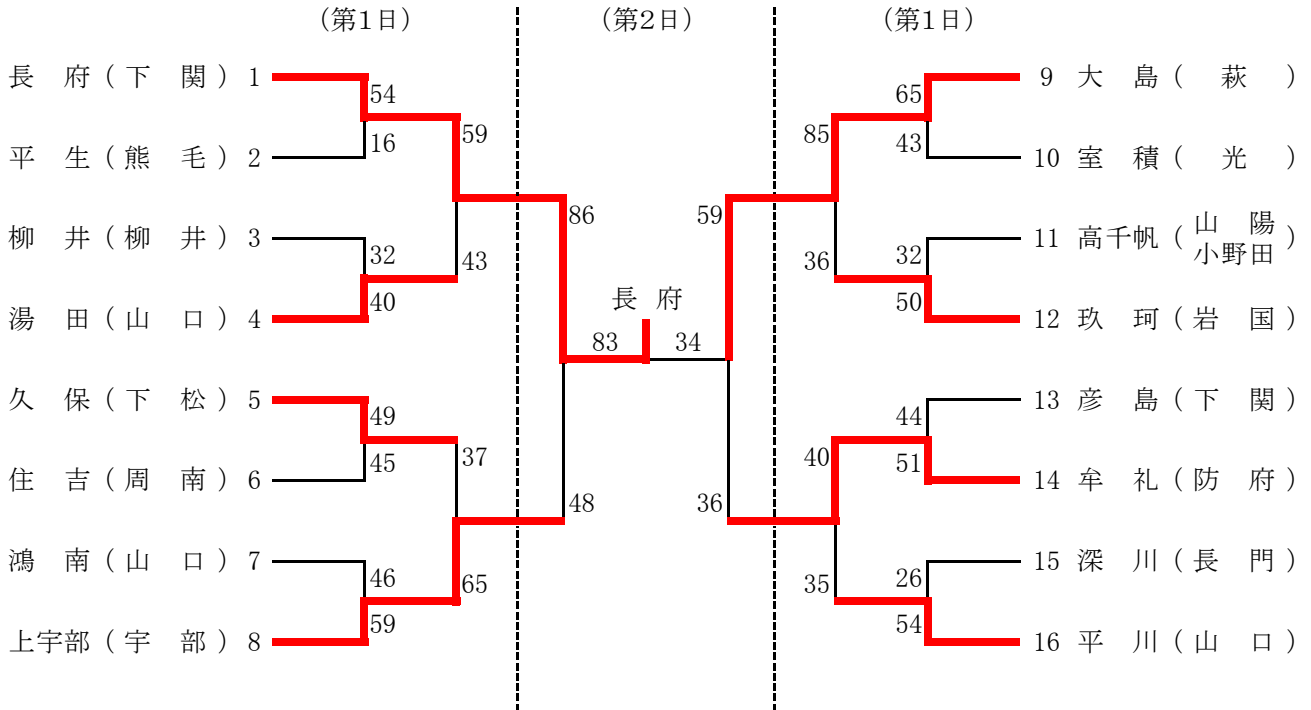 (第1日) (第2日) (第1日)
長 府 ( 下 関 ) 1
平 生 ( 熊 毛 ) 2
柳 井 ( 柳 井 ) 3
湯 田 ( 山 口 ) 4
久 保 ( 下 松 ) 5
住 吉 ( 周 南 ) 6
鴻 南 ( 山 口 ) 7
上宇部 ( 宇 部 ) 8
54
16
32
40
49
45
46
59
59
43
37
65
86
48
長 府
83 34
59
36
85
36
40
35
65
43
32
50
44
51
26
54
9 大 島 ( 萩 )
10 室 積 ( 光 )
11 高千帆 ( 山 陽
小野田 )
12 玖 珂 ( 岩 国 )
13 彦 島 ( 下 関 )
14 牟 礼 ( 防 府 )
15 深 川 ( 長 門 )
16 平 川 ( 山 口 )